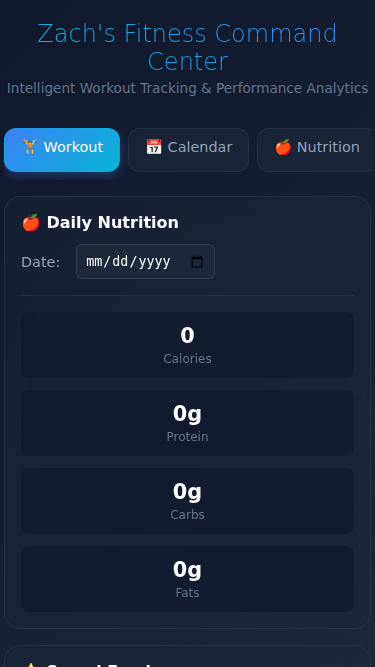 Zach's Fitness Command
Center
Intelligent Workout Tracking & Performance Analytics
Workout
Calendar
Nutrition
Daily Nutrition
Date:
mm/dd/yyyy
0
Calories
0g
Protein
0g
Carbs
0g
Fats